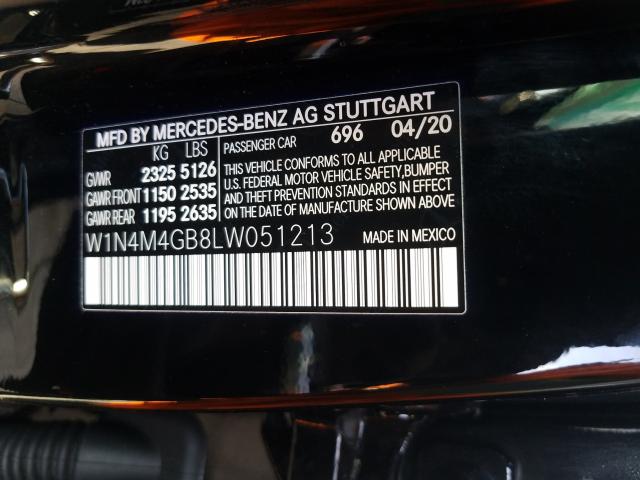 MFD BY MERCEDES-BENZ AG STUTTGART
KG LBS
GVWR 2325 5126
GAWR FRONT 1150 2535
GAWR REAR 1195 2635
PASSENGER CAR 696 04/20
THIS VEHICLE CONFORMS TO ALL APPLICABLE
U.S. FEDERAL MOTOR VEHICLE SAFETY,BUMPER
AND THEFT PREVENTION STANDARDS IN EFFECT
ON THE DATE OF MANUFACTURE SHOWN ABOVE
W1N4M4GB8LW051213 MADE IN MEXICO